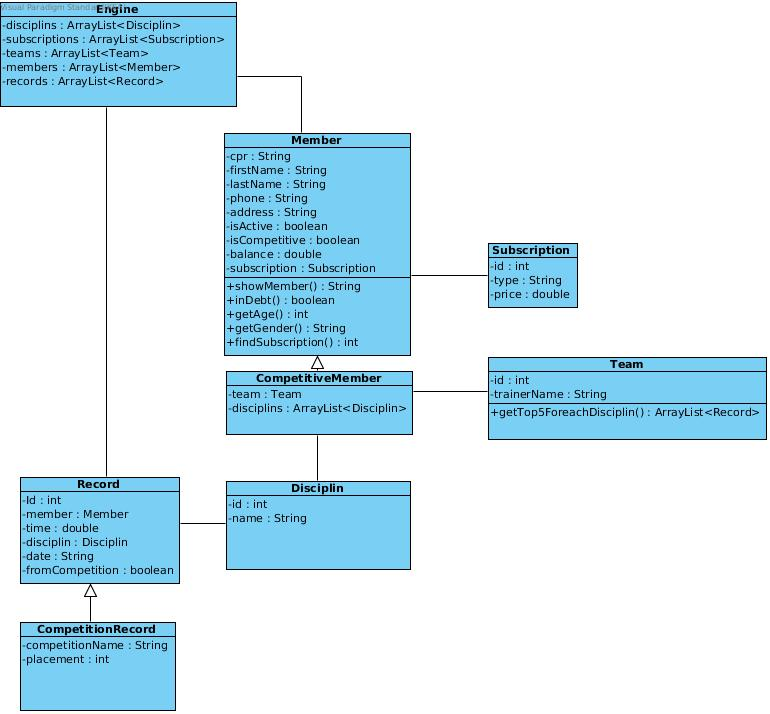 Visual Paradigm Standa
Engine
-disciplins : ArrayList<Disciplin>
-subscriptions : ArrayList<Subscription>
-teams : ArrayList<Team>
-members : ArrayList<Member>
-records : ArrayList<Record>
Member
-cpr : String
-firstName : String
-lastName : String
-phone : String
-address : String
-isActive : boolean
-isCompetitive : boolean
-balance : double
-subscription : Subscription
+showMember() : String
+inDebt() : boolean
+getAge() : int
+getGender() : String
+findSubscription() : int
Subscription
-id : int
-type : String
-price : double
CompetitiveMember
-team : Team
-disciplins : ArrayList<Disciplin>
Team
-id : int
-trainerName : String
+getTop5ForeachDisciplin() : ArrayList<Record>
Record
-Id : int
-member : Member
-time : double
-disciplin : Disciplin
-date : String
-fromCompetition : boolean
Disciplin
-id : int
-name : String
CompetitionRecord
-competitionName : String
-placement : int